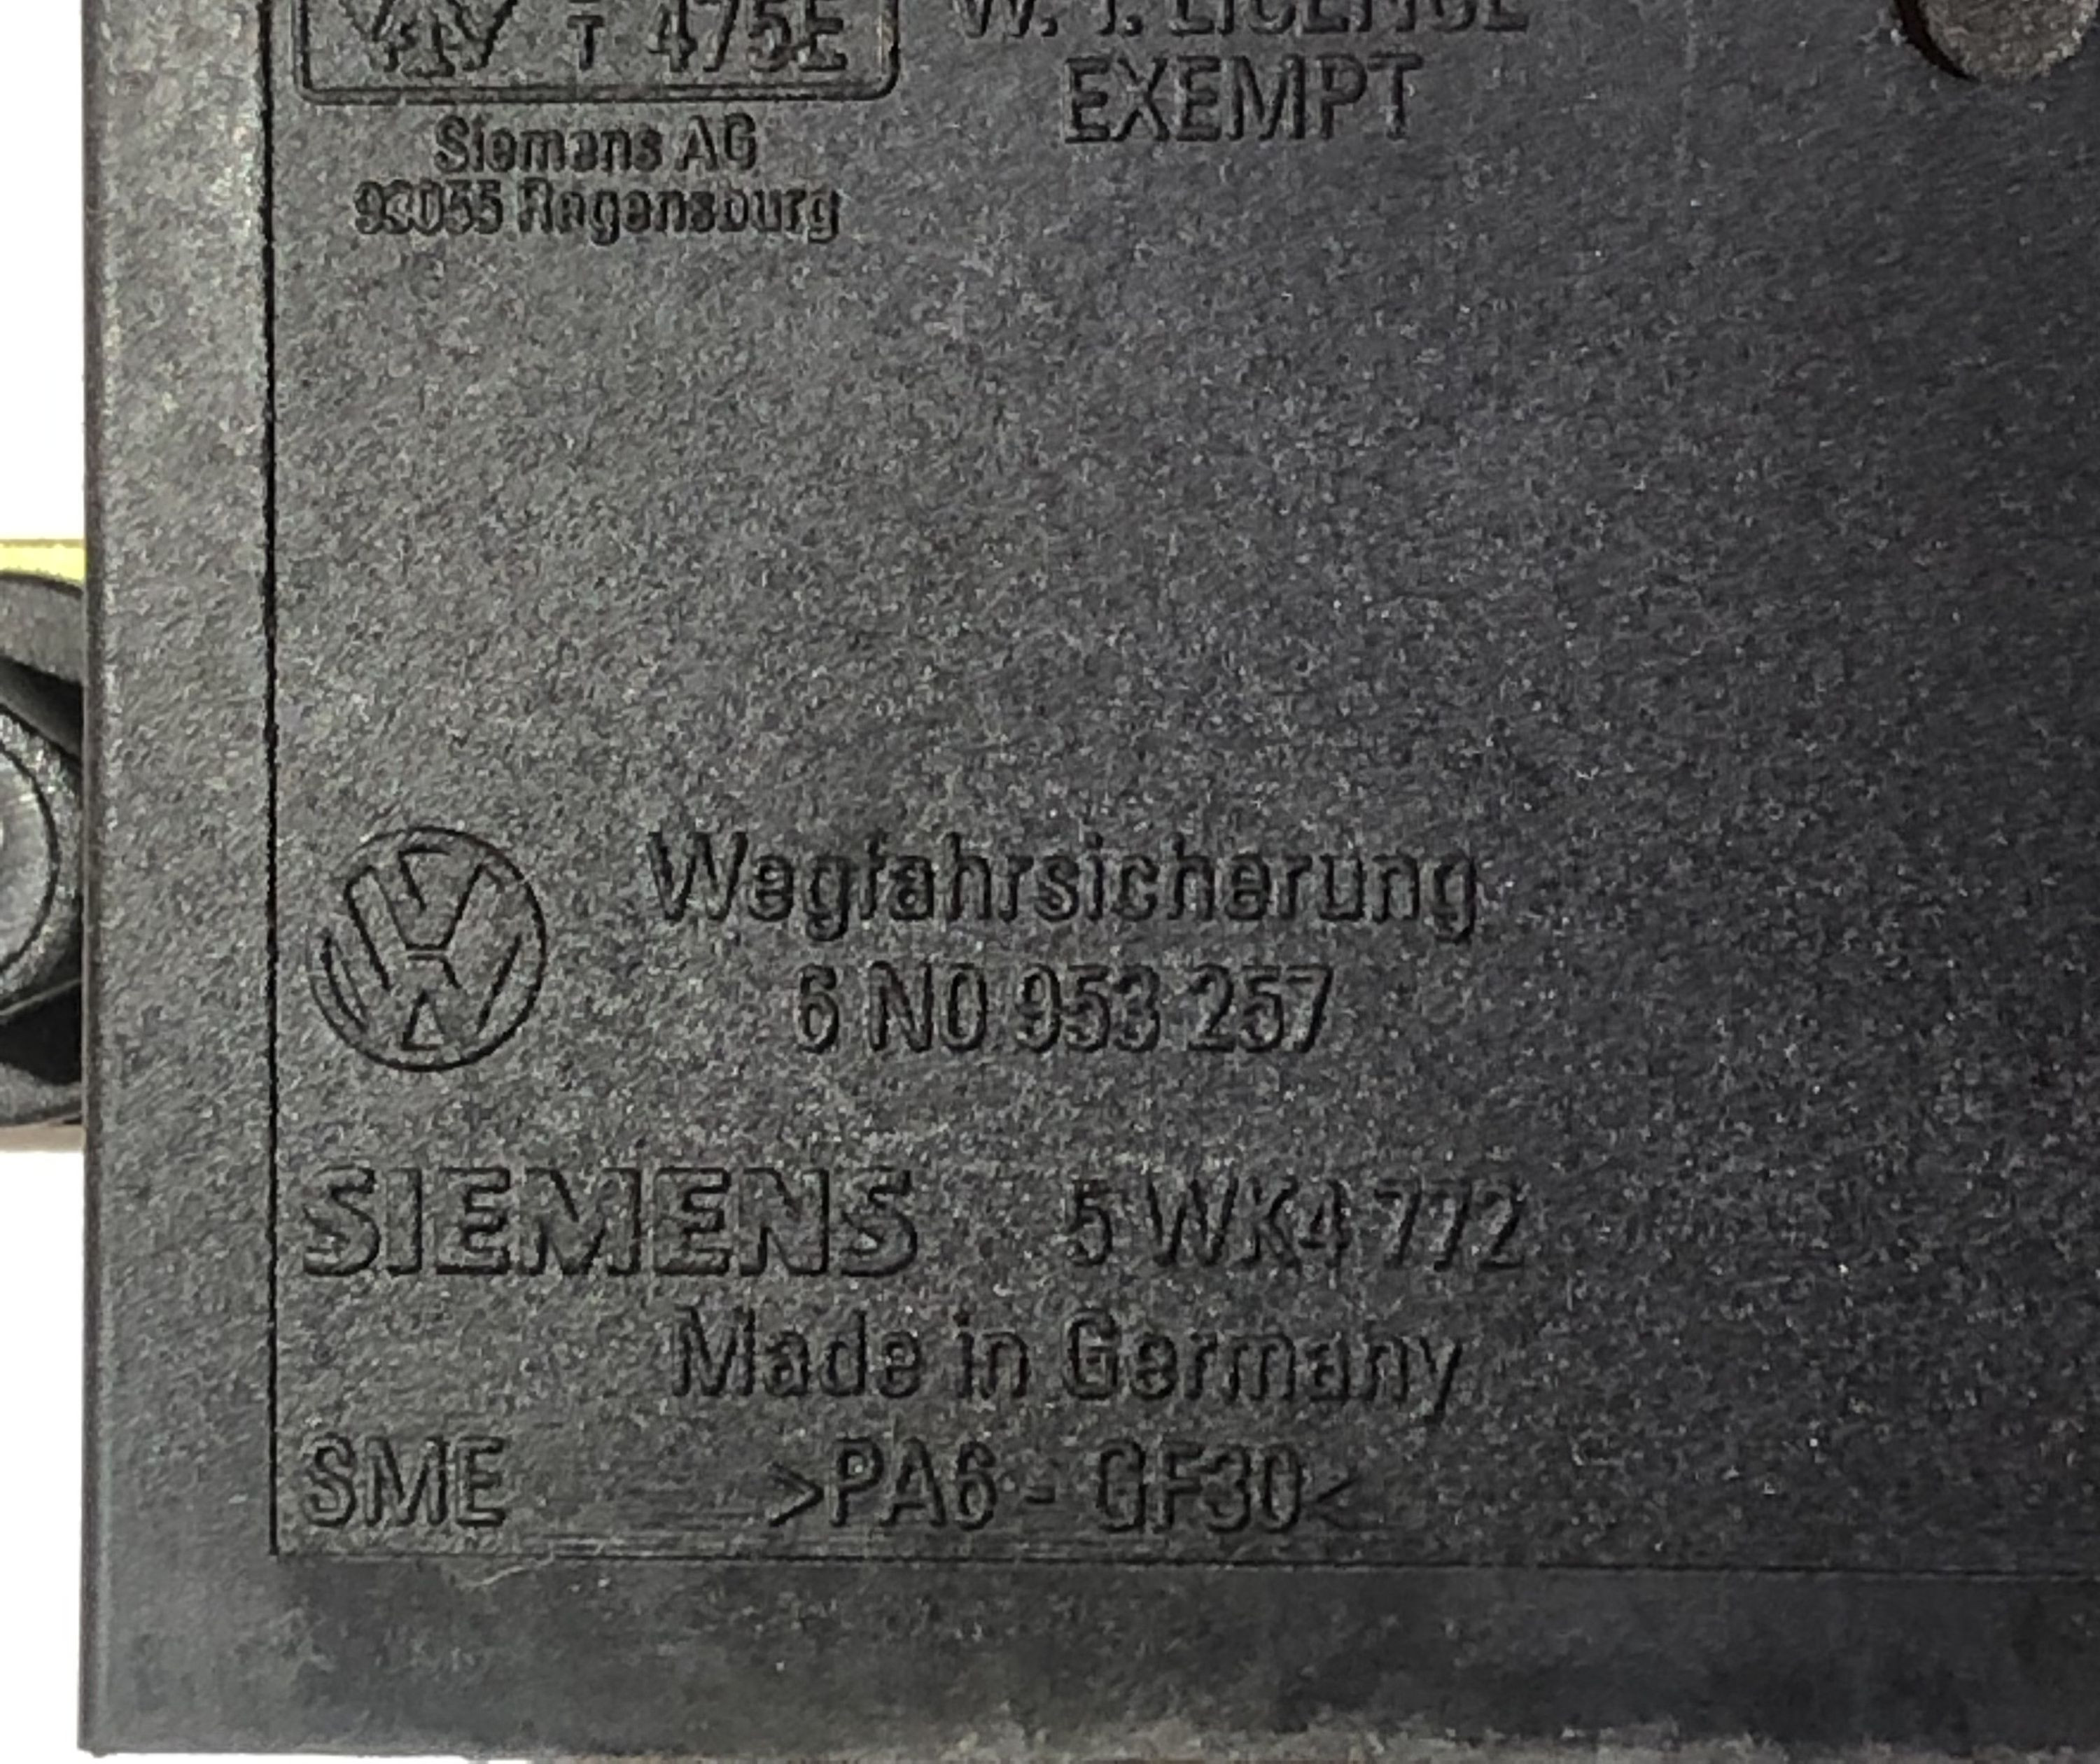 T 475E
W. T. LICENCE
EXEMPT
Siemens AG
93055 Regensburg
Wegfahrsicherung
6 N0 953 257
SIEMENS 5 WK4 772
Made in Germany
SME >PA6 - GF30<